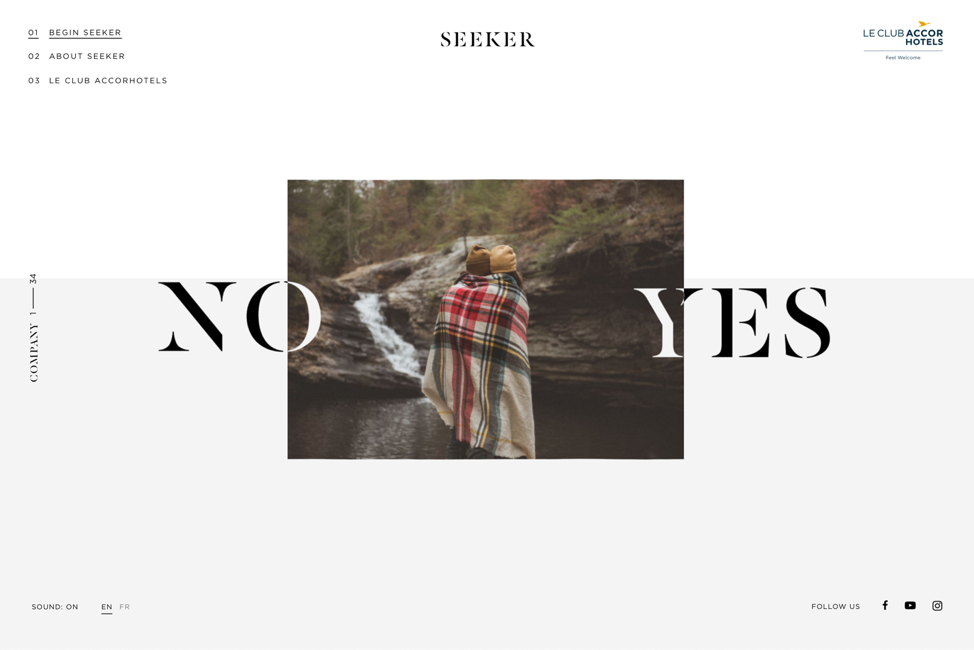 01 BEGIN SEEKER
02 ABOUT SEEKER
03 LE CLUB ACCORHOTELS
SEEKER
LE CLUB ACCOR
HOTELS
Feel Welcome
COMPANY 1 — 34
NO
YES
SOUND: ON
EN FR
FOLLOW US